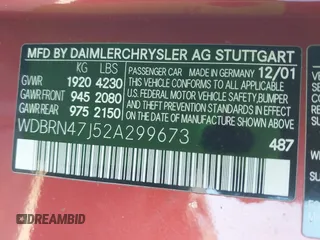 MFD BY DAIMLERCHRYSLER AG STUTTGART
KG LBS
PASSENGER CAR MADE IN GERMANY 12/01
GVWR 1920 4230
GAWR.FRONT 945 2080
GAWR.REAR 975 2150
THIS VEHICLE CONFORMS TO ALL APPLICABLE
FEDERAL MOTOR VEHICLE SAFETY, BUMPER
AND THEFT PREVENTION STANDARDS IN
EFFECT ON THE DATE OF
MANUFACTURE SHOWN ABOVE
WDBRN47J52A299673
487
DREAMBID